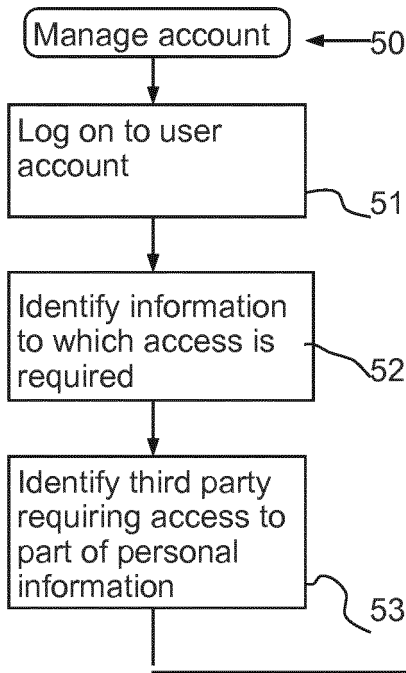 Manage account
50
Log on to user
account
51
Identify information
to which access is
required
52
Identify third party
requiring access to
part of personal
information
53